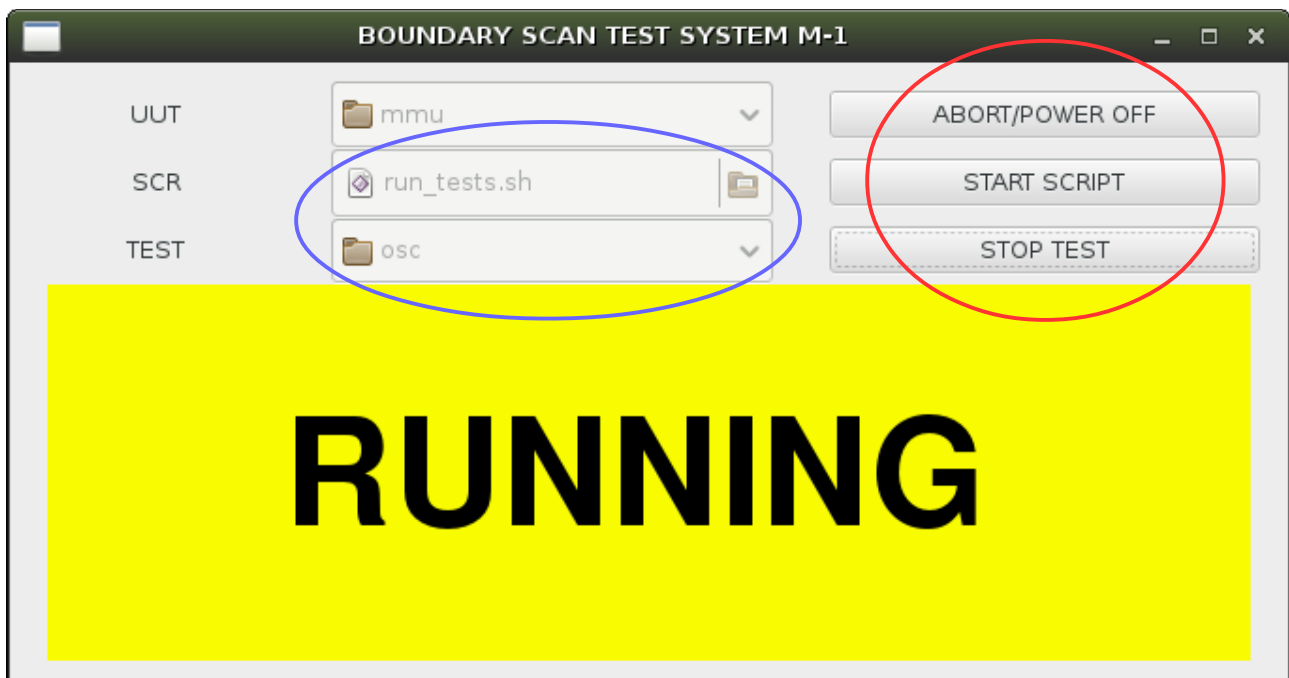 BOUNDARY SCAN TEST SYSTEM M-1
UUT mmu ABORT/POWER OFF
SCR run_tests.sh START SCRIPT
TEST osc STOP TEST
RUNNING